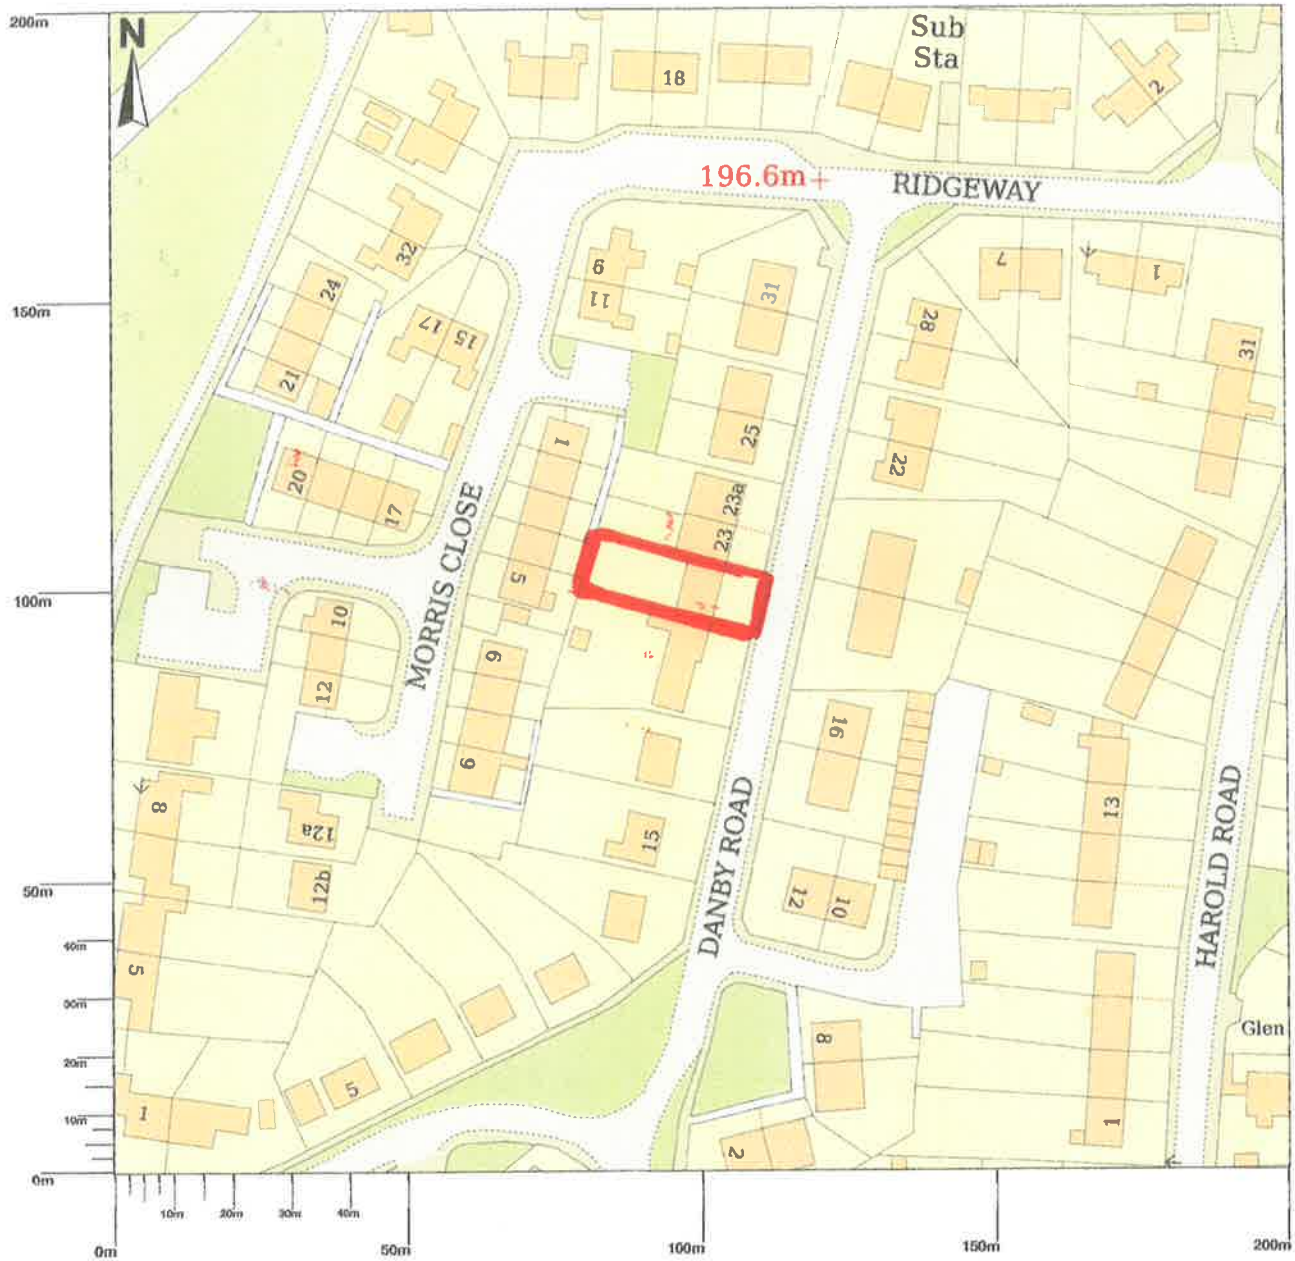 200m
N
Sub
Sta
18
2
196.6m+
RIDGEWAY
32
9
11
31
7
1
24
150m
17
15
28
31
21
1
25
22
20
17
23a
MORRIS CLOSE
23
5
100m
10
12
6
16
9
8
12a
15
13
DANBY ROAD
HAROLD ROAD
12b
50m
12
10
40m
5
30m
8
Glen
20m
5
10m
1
1
2
0m
10m
20m
30m
40m
0m
50m
100m
150m
200m